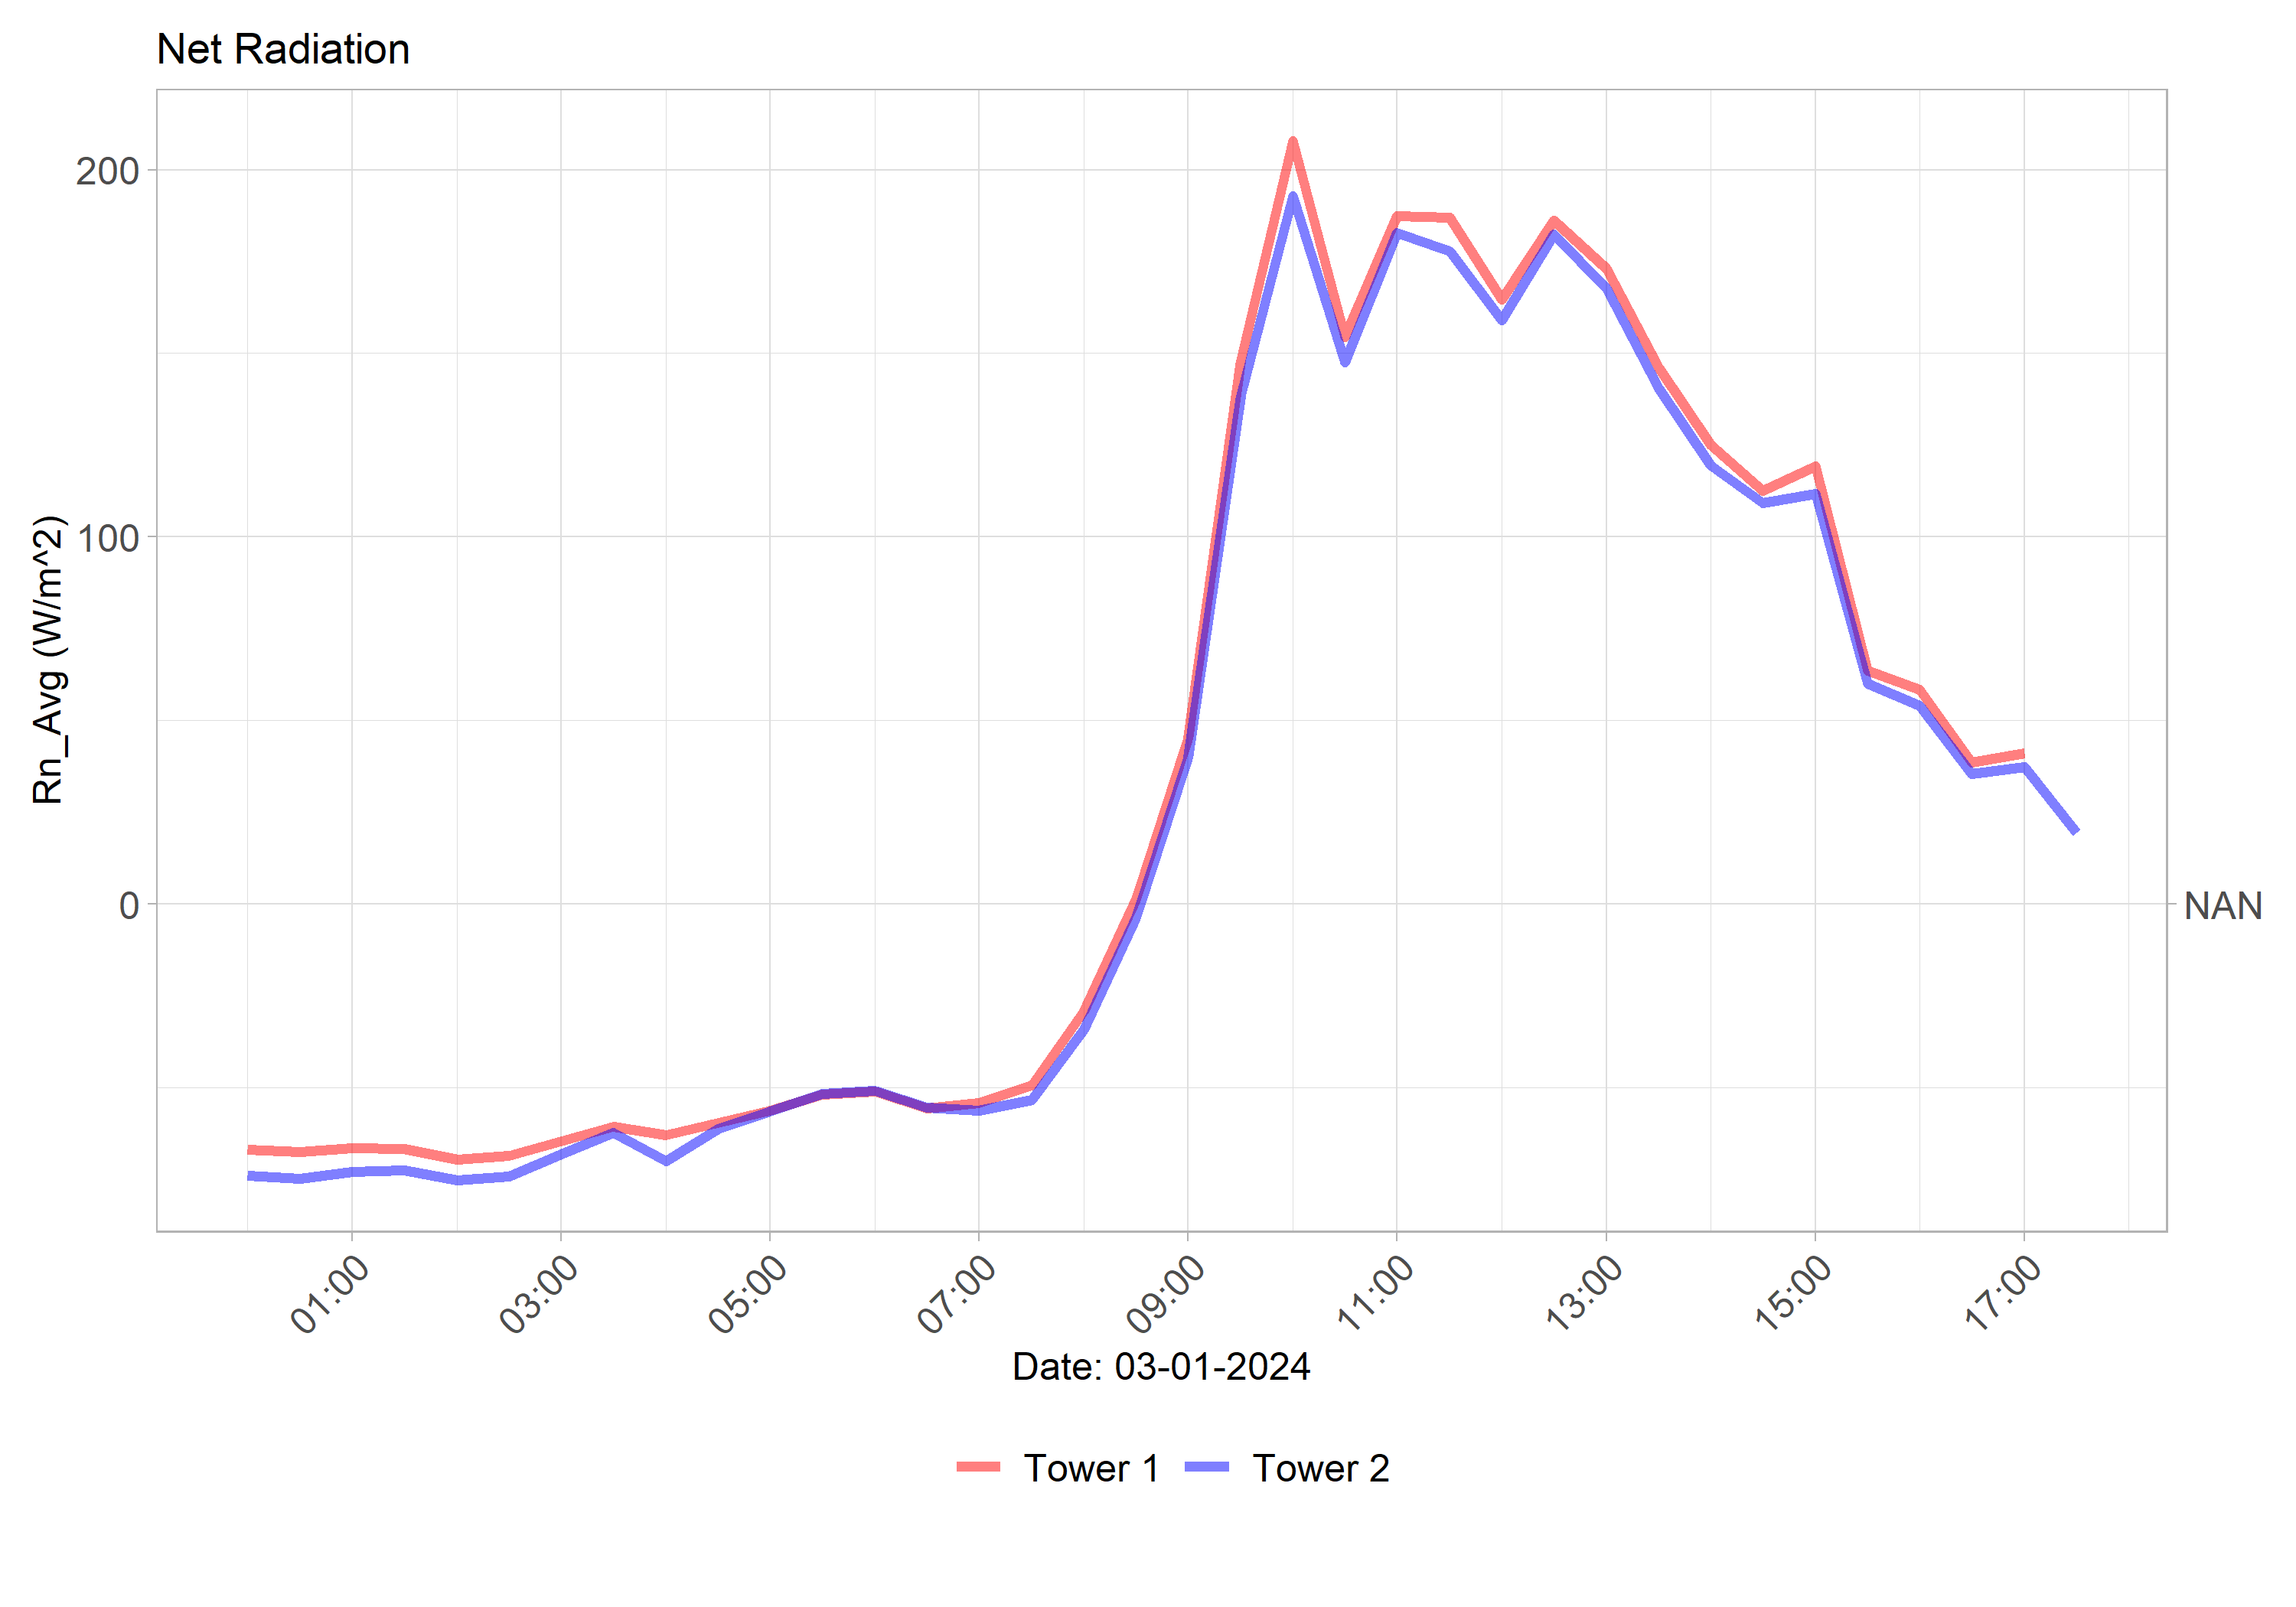 Net Radiation
Rn_Avg (W/m^2)
200
100
0
NAN
01:00 03:00 05:00 07:00 09:00 11:00 13:00 15:00 17:00
Date: 03-01-2024
Tower 1 Tower 2